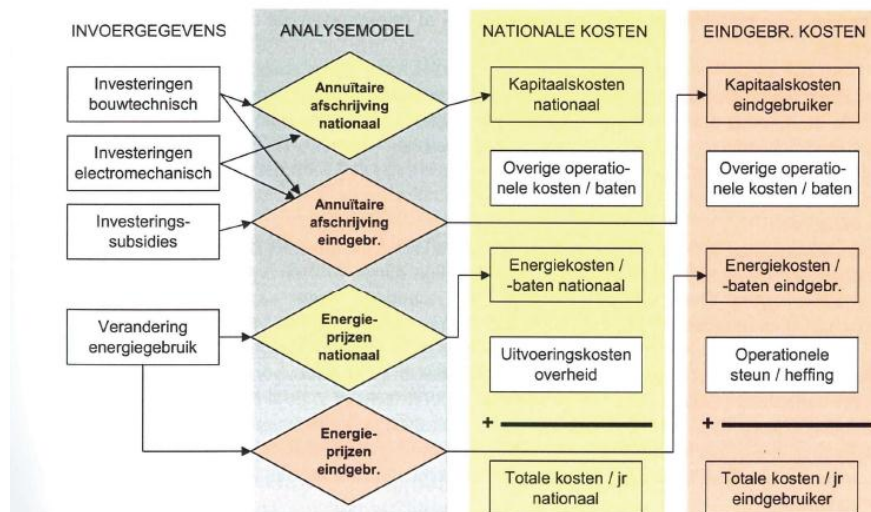 INVOERGEGEVENS
ANALYSEMODEL
NATIONALE KOSTEN
EINDGEBR. KOSTEN
Investeringen
bouwtechnisch
Annuïtaire
afschrijving
nationaal
Kapitaalskosten
nationaal
Kapitaalskosten
eindgebruiker
Investeringen
electromechanisch
Overige operatio-
nele kosten / baten
Overige operatio-
nele kosten / baten
Investerings-
subsidies
Annuïtaire
afschrijving
eindgebr.
Energiekosten /
-baten nationaal
Energiekosten /
-baten eindgebr.
Verandering
energiegebruik
Energie-
prijzen
nationaal
Uitvoeringskosten
overheid
Operationele
steun / heffing
+
+
Energie-
prijzen
eindgebr.
Totale kosten / jr
nationaal
Totale kosten / jr
eindgebruiker